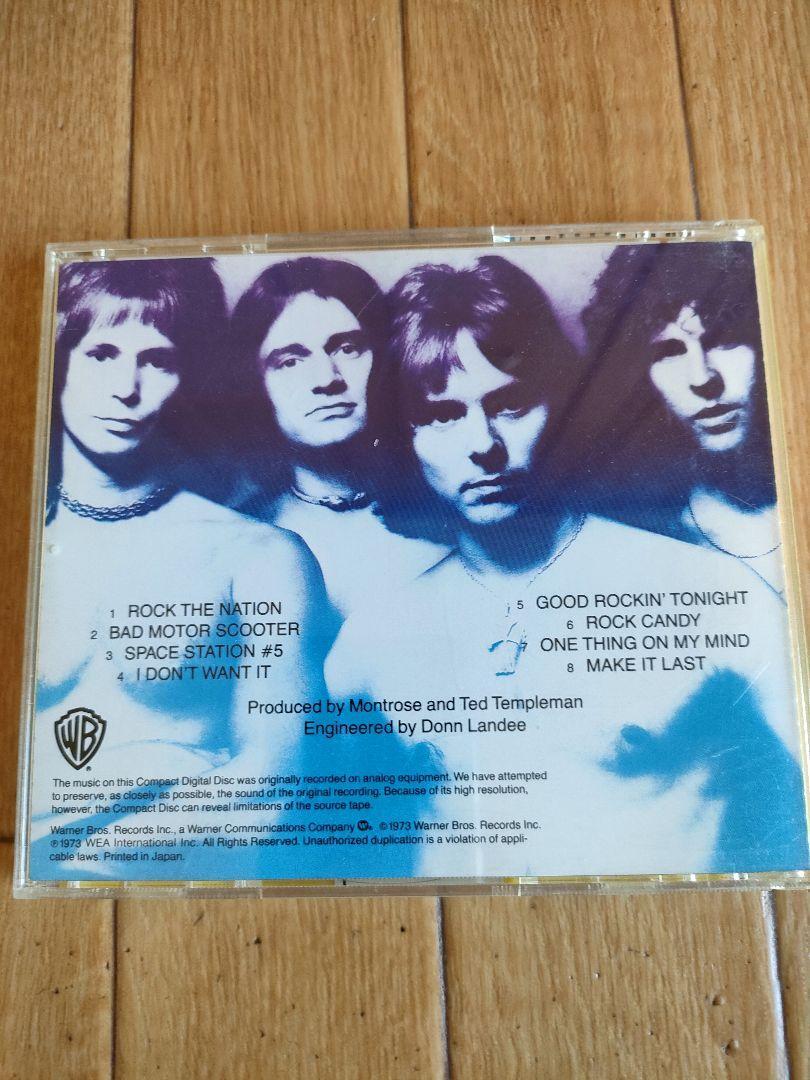 1 ROCK THE NATION
2 BAD MOTOR SCOOTER
3 SPACE STATION #5
4 I DON'T WANT IT
5 GOOD ROCKIN' TONIGHT
6 ROCK CANDY
7 ONE THING ON MY MIND
8 MAKE IT LAST
Produced by Montrose and Ted Templeman
Engineered by Donn Landee
WB
The music on this Compact Digital Disc was originally recorded on analog equipment. We have attempted
to preserve, as closely as possible, the sound of the original recording. Because of its high resolution,
however, the Compact Disc can reveal limitations of the source tape.
Warner Bros. Records Inc., a Warner Communications Company W. © 1973 Warner Bros. Records Inc.
℗ 1973 WEA International Inc. All Rights Reserved. Unauthorized duplication is a violation of appli-
cable laws. Printed in Japan.